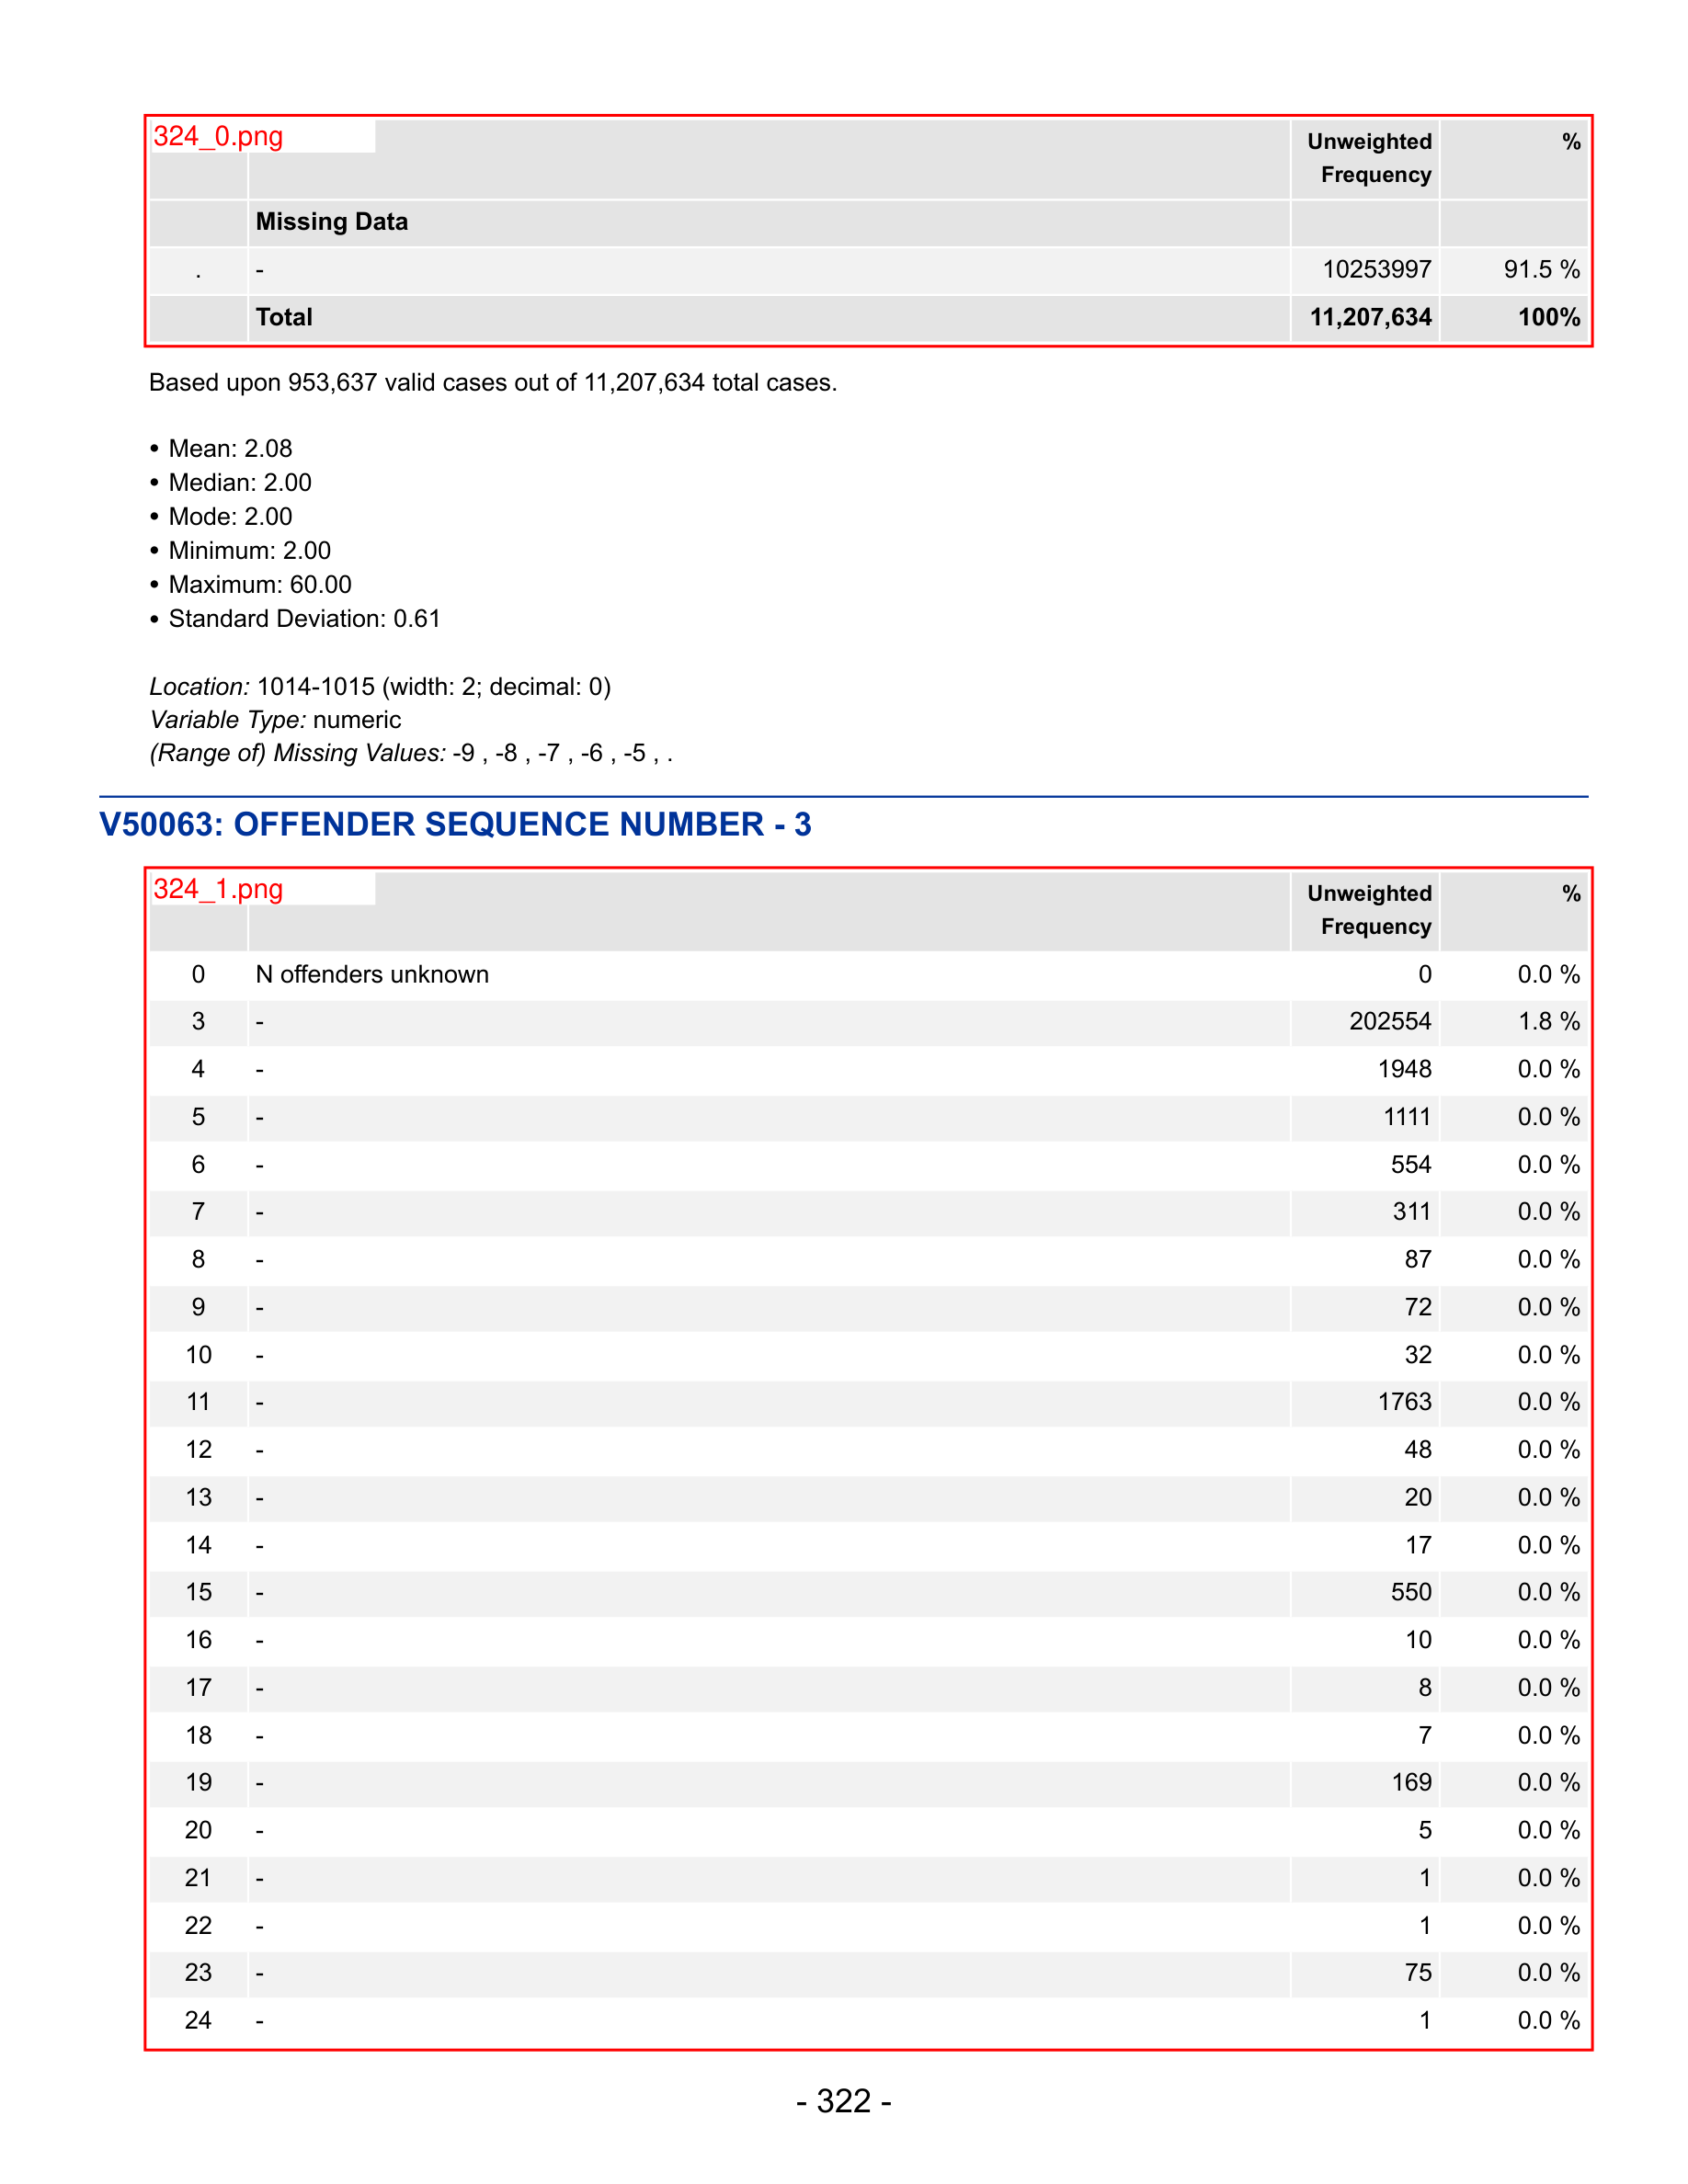 324_0.png
Unweighted Frequency %
Missing Data
. - 10253997 91.5 %
Total 11,207,634 100%
Based upon 953,637 valid cases out of 11,207,634 total cases.
• Mean: 2.08
• Median: 2.00
• Mode: 2.00
• Minimum: 2.00
• Maximum: 60.00
• Standard Deviation: 0.61
Location: 1014-1015 (width: 2; decimal: 0)
Variable Type: numeric
(Range of) Missing Values: -9 , -8 , -7 , -6 , -5 , .
V50063: OFFENDER SEQUENCE NUMBER - 3
324_1.png
Unweighted Frequency %
0 N offenders unknown 0 0.0 %
3 - 202554 1.8 %
4 - 1948 0.0 %
5 - 1111 0.0 %
6 - 554 0.0 %
7 - 311 0.0 %
8 - 87 0.0 %
9 - 72 0.0 %
10 - 32 0.0 %
11 - 1763 0.0 %
12 - 48 0.0 %
13 - 20 0.0 %
14 - 17 0.0 %
15 - 550 0.0 %
16 - 10 0.0 %
17 - 8 0.0 %
18 - 7 0.0 %
19 - 169 0.0 %
20 - 5 0.0 %
21 - 1 0.0 %
22 - 1 0.0 %
23 - 75 0.0 %
24 - 1 0.0 %
- 322 -